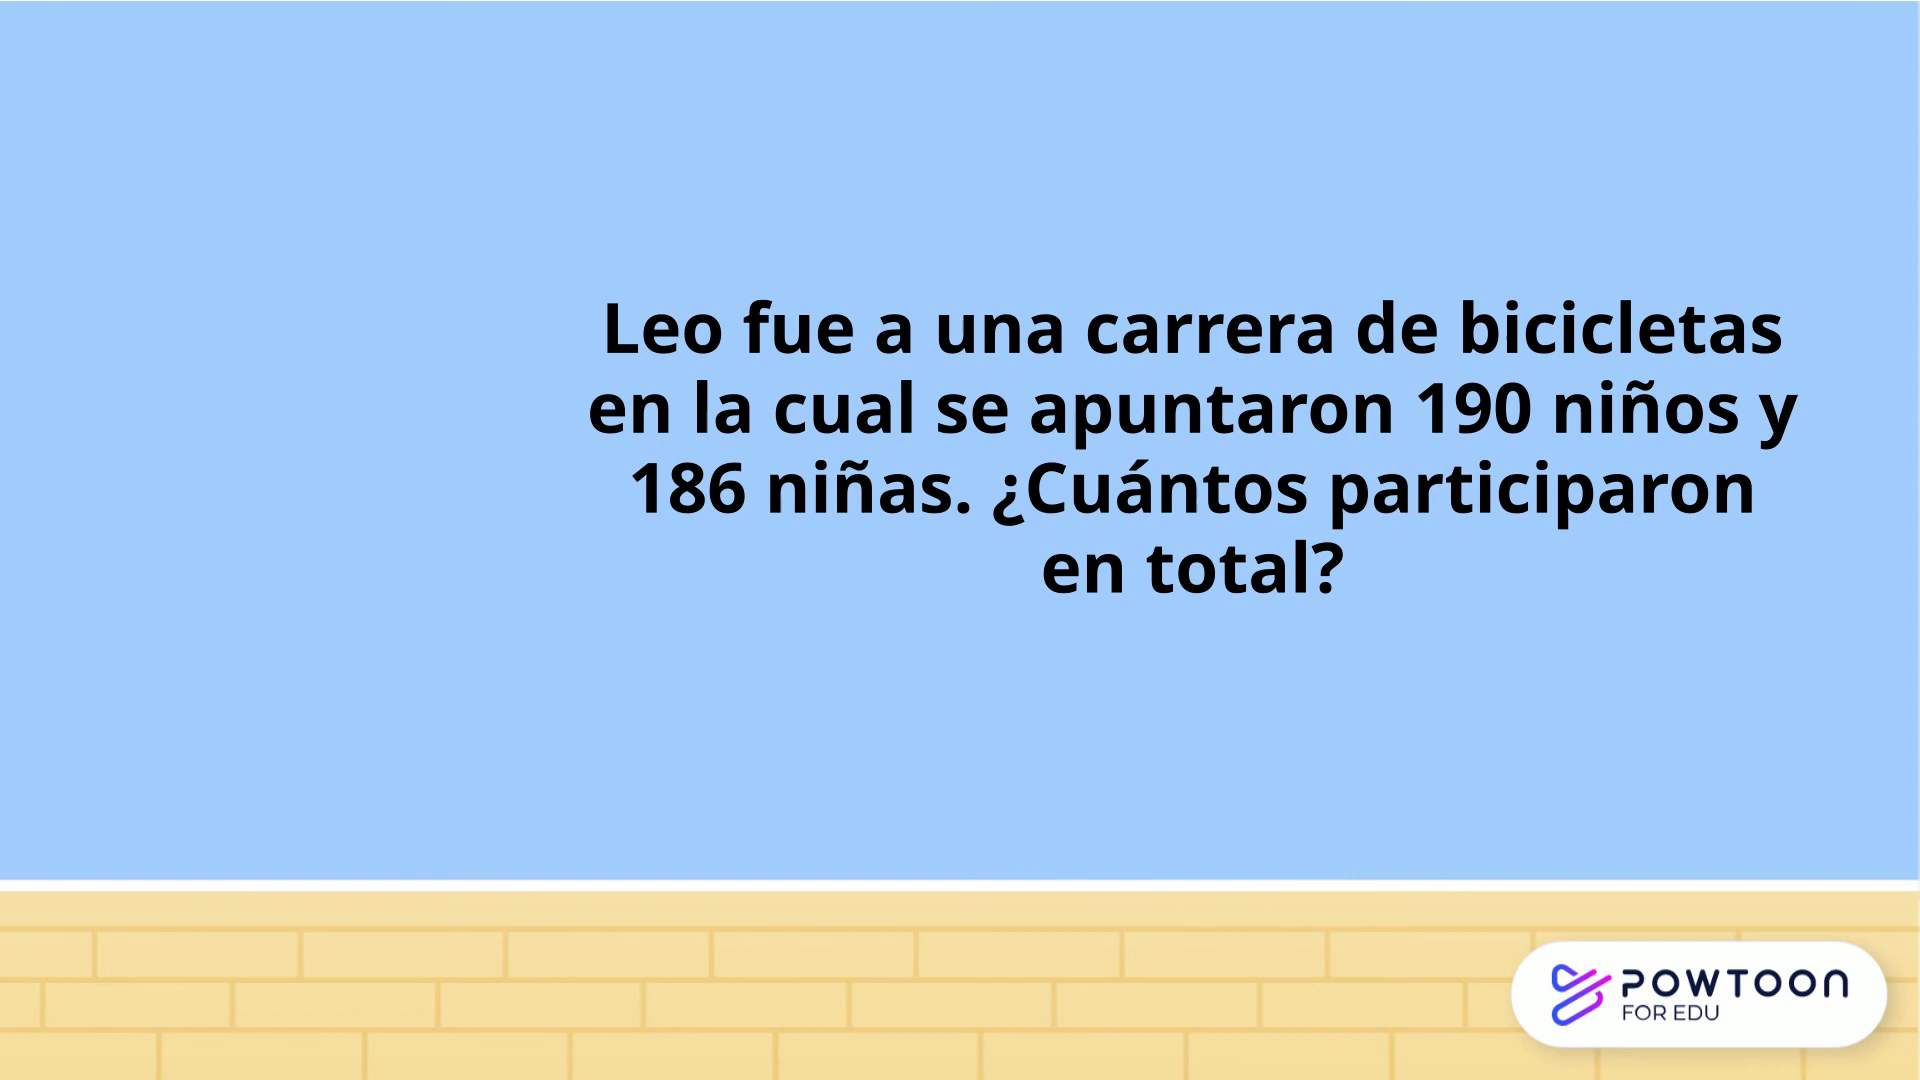 Leo fue a una carrera de bicicletas
en la cual se apuntaron 190 niños y
186 niñas. ¿Cuántos participaron
en total?
POWTOON
FOR EDU